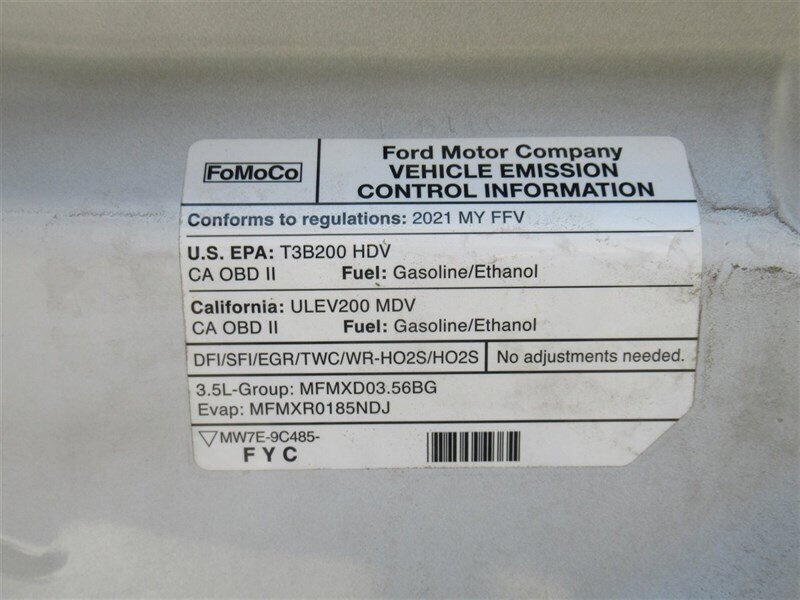 FoMoCo
Ford Motor Company
VEHICLE EMISSION
CONTROL INFORMATION
Conforms to regulations: 2021 MY FFV
U.S. EPA: T3B200 HDV
CA OBD II Fuel: Gasoline/Ethanol
California: ULEV200 MDV
CA OBD II Fuel: Gasoline/Ethanol
DFI/SFI/EGR/TWC/WR-HO2S/HO2S No adjustments needed.
3.5L-Group: MFMXD03.56BG
Evap: MFMXR0185NDJ
MW7E-9C485-
F Y C